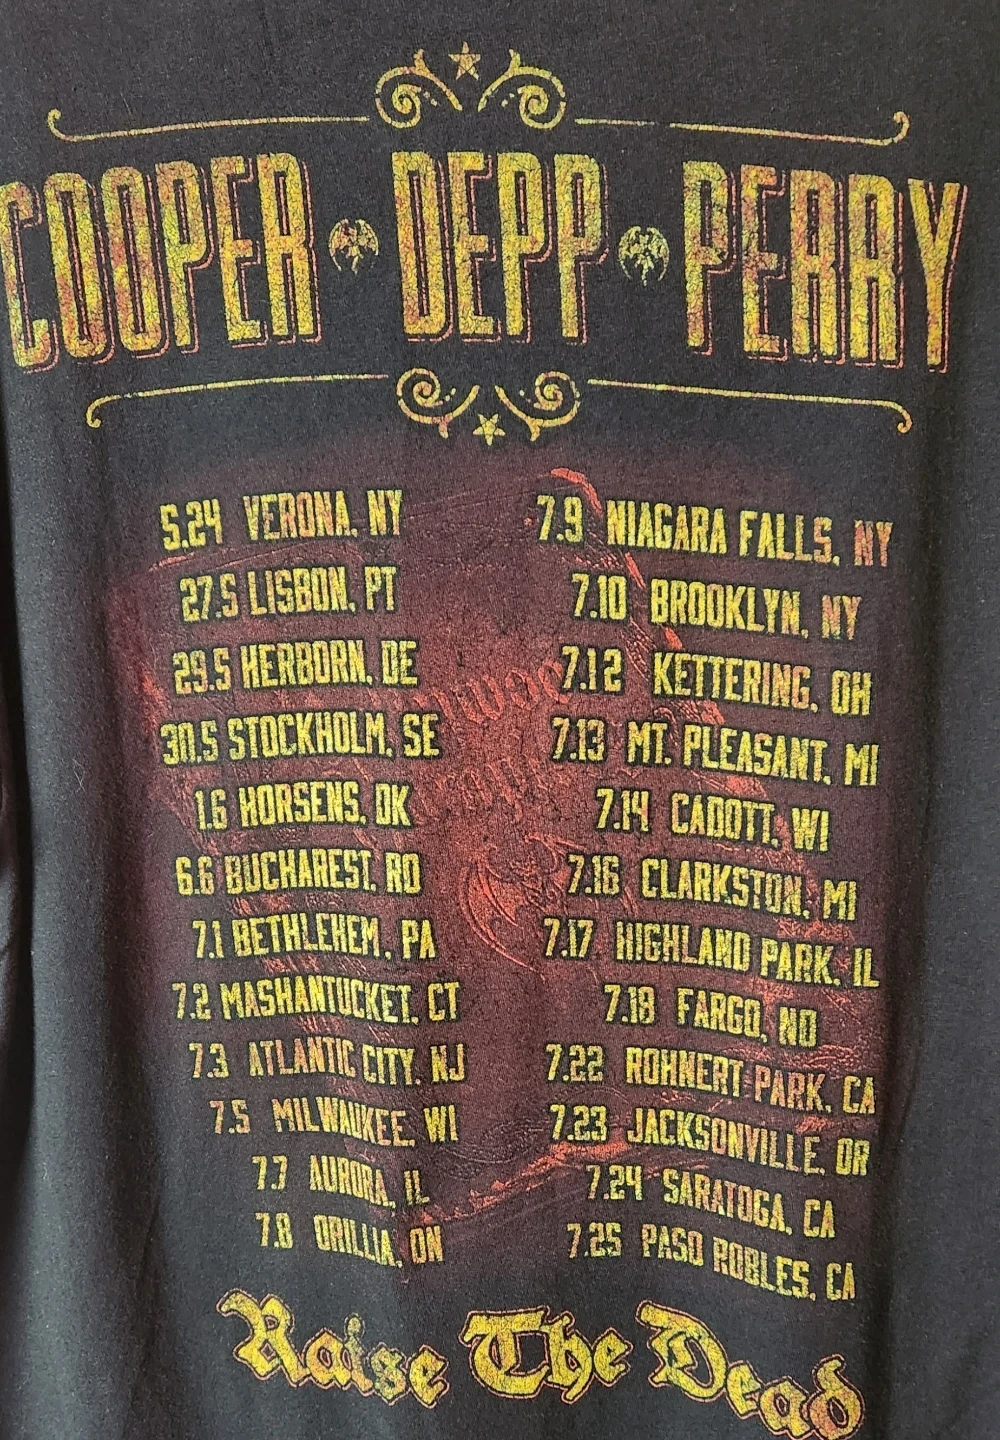 COOPER DEPP PERRY
5.24 VERONA, NY
27.5 LISBON, PT
29.5 HERBORN, DE
30.5 STOCKHOLM, SE
1.6 HORSENS, DK
6.6 BUCHAREST, RO
7.1 BETHLEHEM, PA
7.2 MASHANTUCKET, CT
7.3 ATLANTIC CITY, NJ
7.5 MILWAUKEE, WI
7.7 AURORA, IL
7.8 ORILLIA, ON
7.9 NIAGARA FALLS, NY
7.10 BROOKLYN, NY
7.12 KETTERING, OH
7.13 MT. PLEASANT, MI
7.14 CADOTT, WI
7.16 CLARKSTON, MI
7.17 HIGHLAND PARK, IL
7.18 FARGO, ND
7.22 ROHNERT PARK, CA
7.23 JACKSONVILLE, OR
7.24 SARATOGA, CA
7.25 PASO ROBLES, CA
Raise The Dead